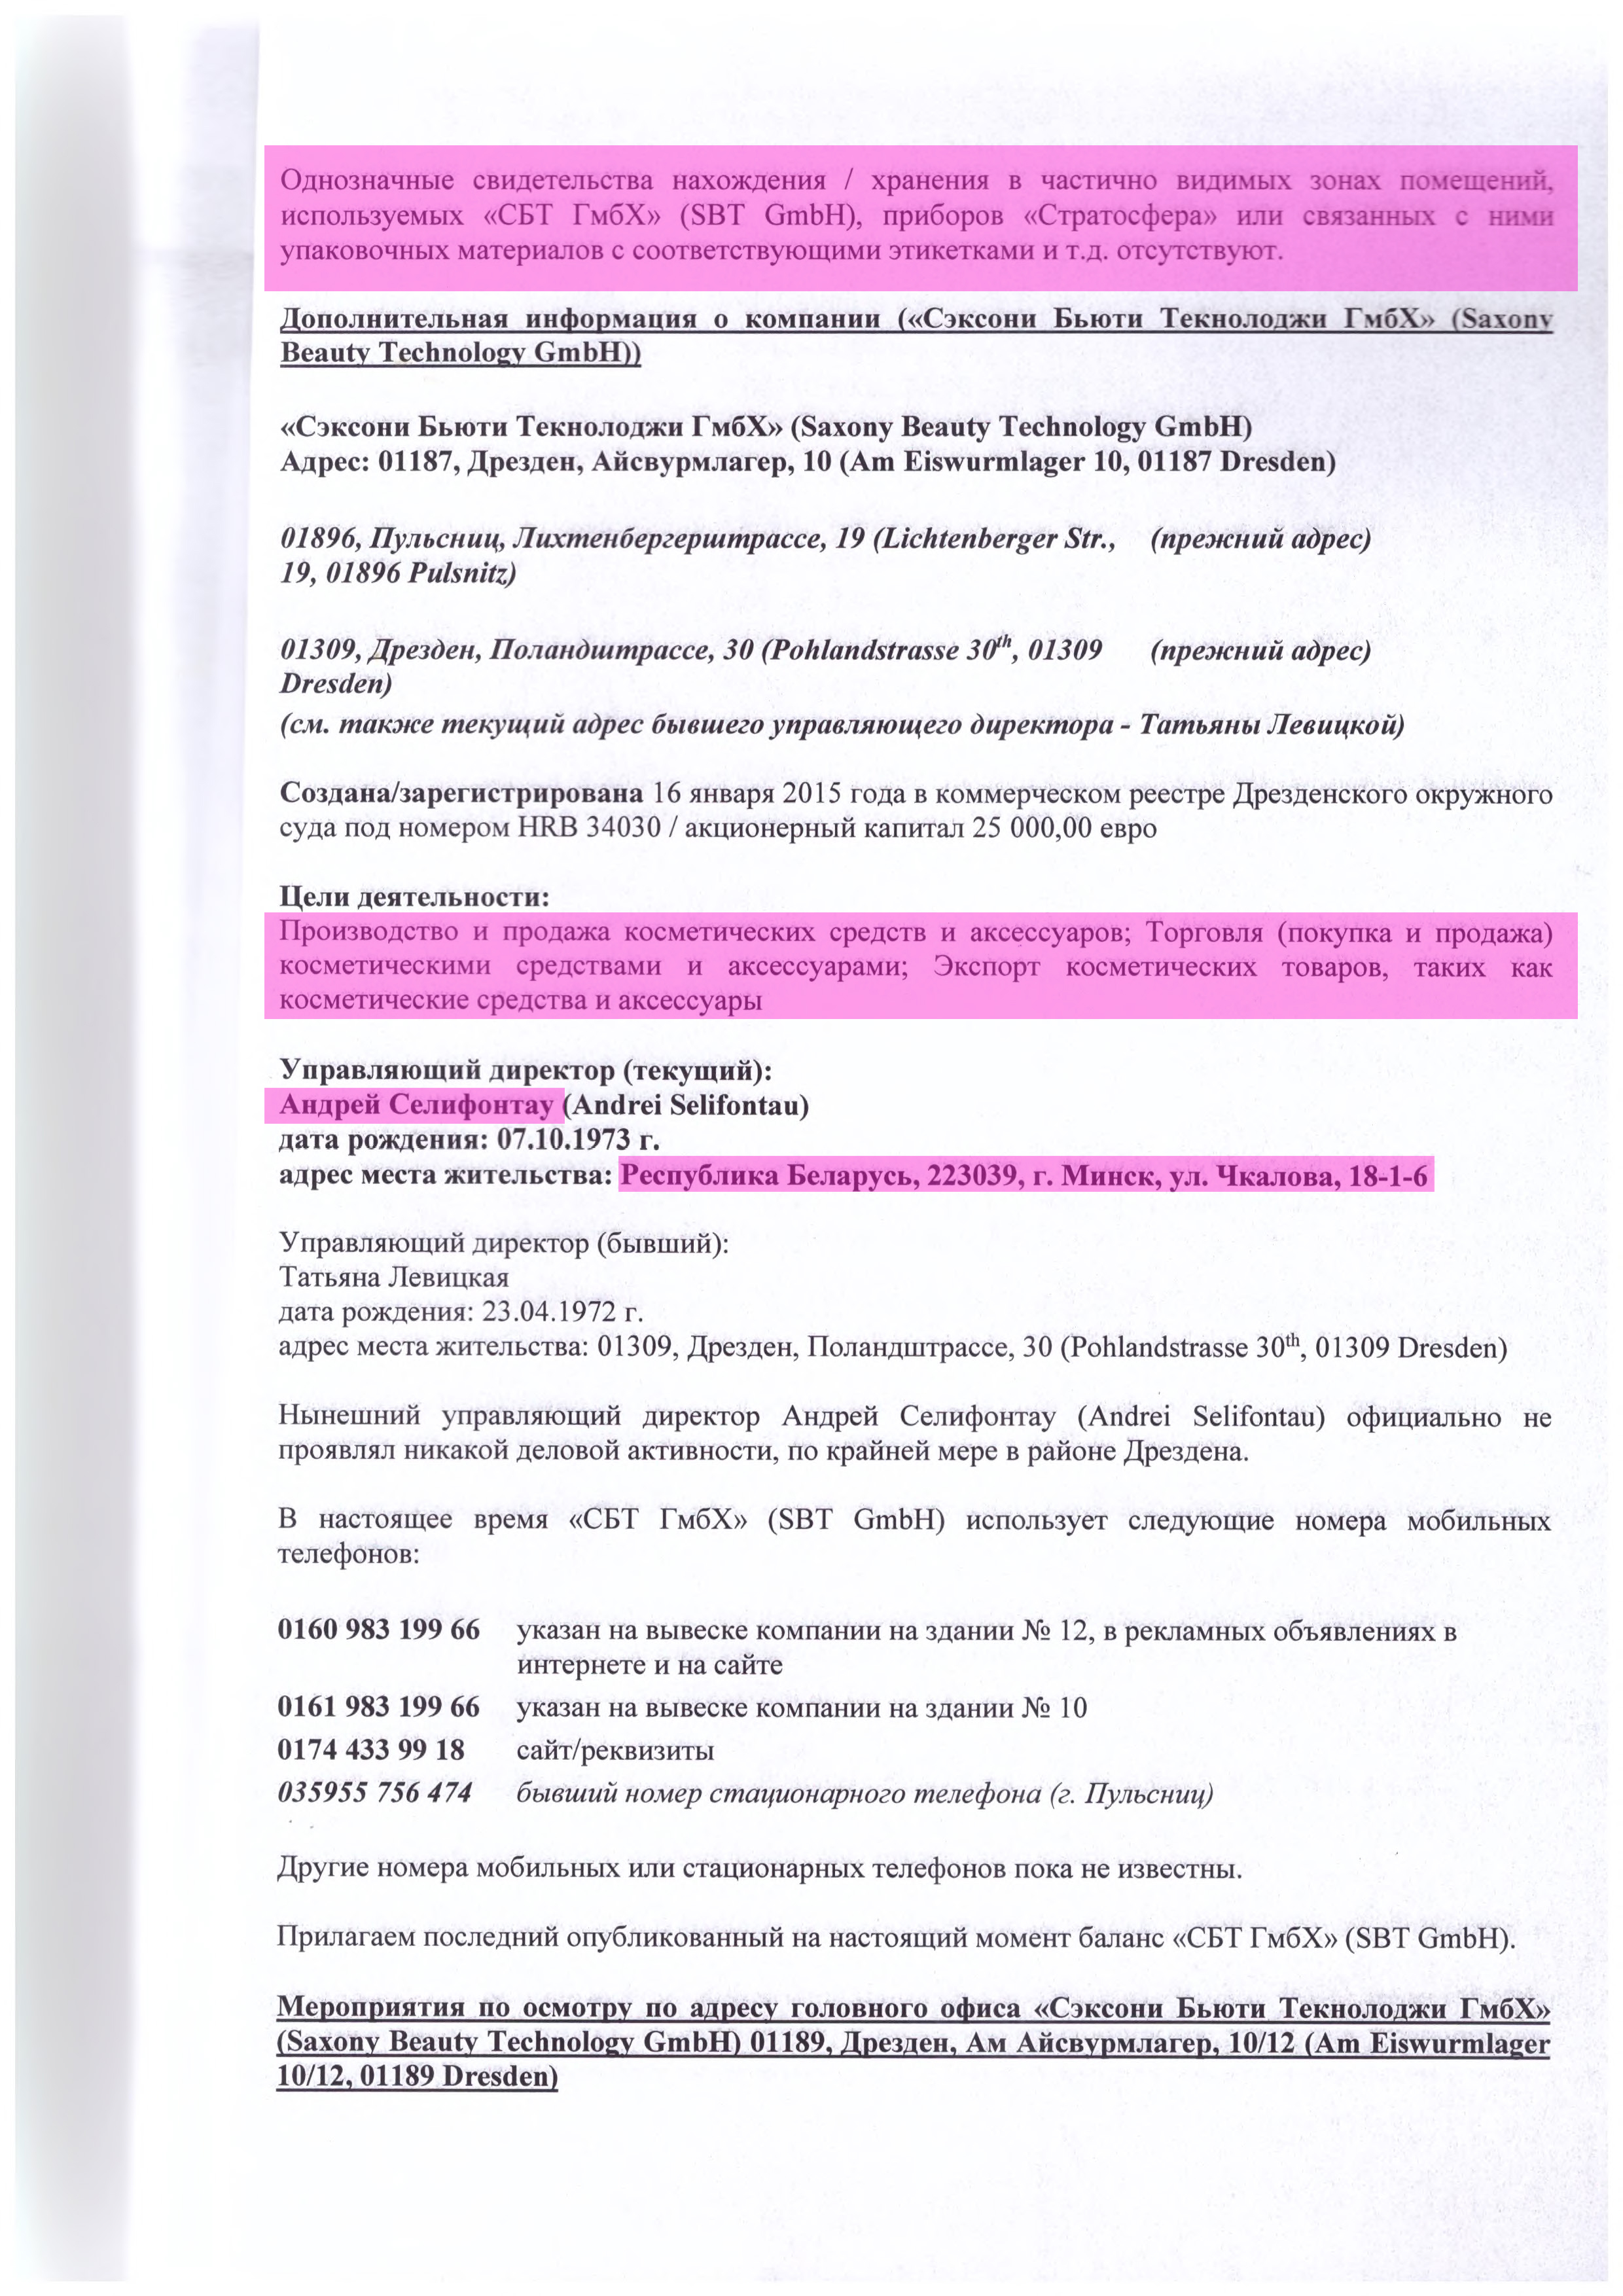 Однозначные свидетельства нахождения / хранения в частично видимых зонах помещений,
используемых «СБТ ГмбХ» (SBT GmbH), приборов «Стратосфера» или связанных с ними
упаковочных материалов с соответствующими этикетками и т.д. отсутствуют.
Дополнительная информация о компании («Сэксони Бьюти Текнолоджи ГмбХ» (Saxony
Beauty Technology GmbH))
«Сэксони Бьюти Текнолоджи ГмбХ» (Saxony Beauty Technology GmbH)
Адрес: 01187, Дрезден, Айсвурмлагер, 10 (Am Eiswurmlager 10, 01187 Dresden)
01896, Пульсниц, Лихтенбергерштрассе, 19 (Lichtenberger Str., (прежний адрес)
19, 01896 Pulsnitz)
01309, Дрезден, Поландштрассе, 30 (Pohlandstrasse 30th, 01309 (прежний адрес)
Dresden)
(см. также текущий адрес бывшего управляющего директора - Татьяны Левицкой)
Создана/зарегистрирована 16 января 2015 года в коммерческом реестре Дрезденского окружного
суда под номером HRB 34030 / акционерный капитал 25 000,00 евро
Цели деятельности:
Производство и продажа косметических средств и аксессуаров; Торговля (покупка и продажа)
косметическими средствами и аксессуарами; Экспорт косметических товаров, таких как
косметические средства и аксессуары
Управляющий директор (текущий):
Андрей Селифонтау (Andrei Selifontau)
дата рождения: 07.10.1973 г.
адрес места жительства: Республика Беларусь, 223039, г. Минск, ул. Чкалова, 18-1-6
Управляющий директор (бывший):
Татьяна Левицкая
дата рождения: 23.04.1972 г.
адрес места жительства: 01309, Дрезден, Поландштрассе, 30 (Pohlandstrasse 30th, 01309 Dresden)
Нынешний управляющий директор Андрей Селифонтау (Andrei Selifontau) официально не
проявлял никакой деловой активности, по крайней мере в районе Дрездена.
В настоящее время «СБТ ГмбХ» (SBT GmbH) использует следующие номера мобильных
телефонов:
0160 983 199 66 указан на вывеске компании на здании № 12, в рекламных объявлениях в
интернете и на сайте
0161 983 199 66 указан на вывеске компании на здании № 10
0174 433 99 18 сайт/реквизиты
035955 756 474 бывший номер стационарного телефона (г. Пульсниц)
Другие номера мобильных или стационарных телефонов пока не известны.
Прилагаем последний опубликованный на настоящий момент баланс «СБТ ГмбХ» (SBT GmbH).
Мероприятия по осмотру по адресу головного офиса «Сэксони Бьюти Текнолоджи ГмбХ»
(Saxony Beauty Technology GmbH) 01189, Дрезден, Ам Айсвурмлагер, 10/12 (Am Eiswurmlager
10/12, 01189 Dresden)